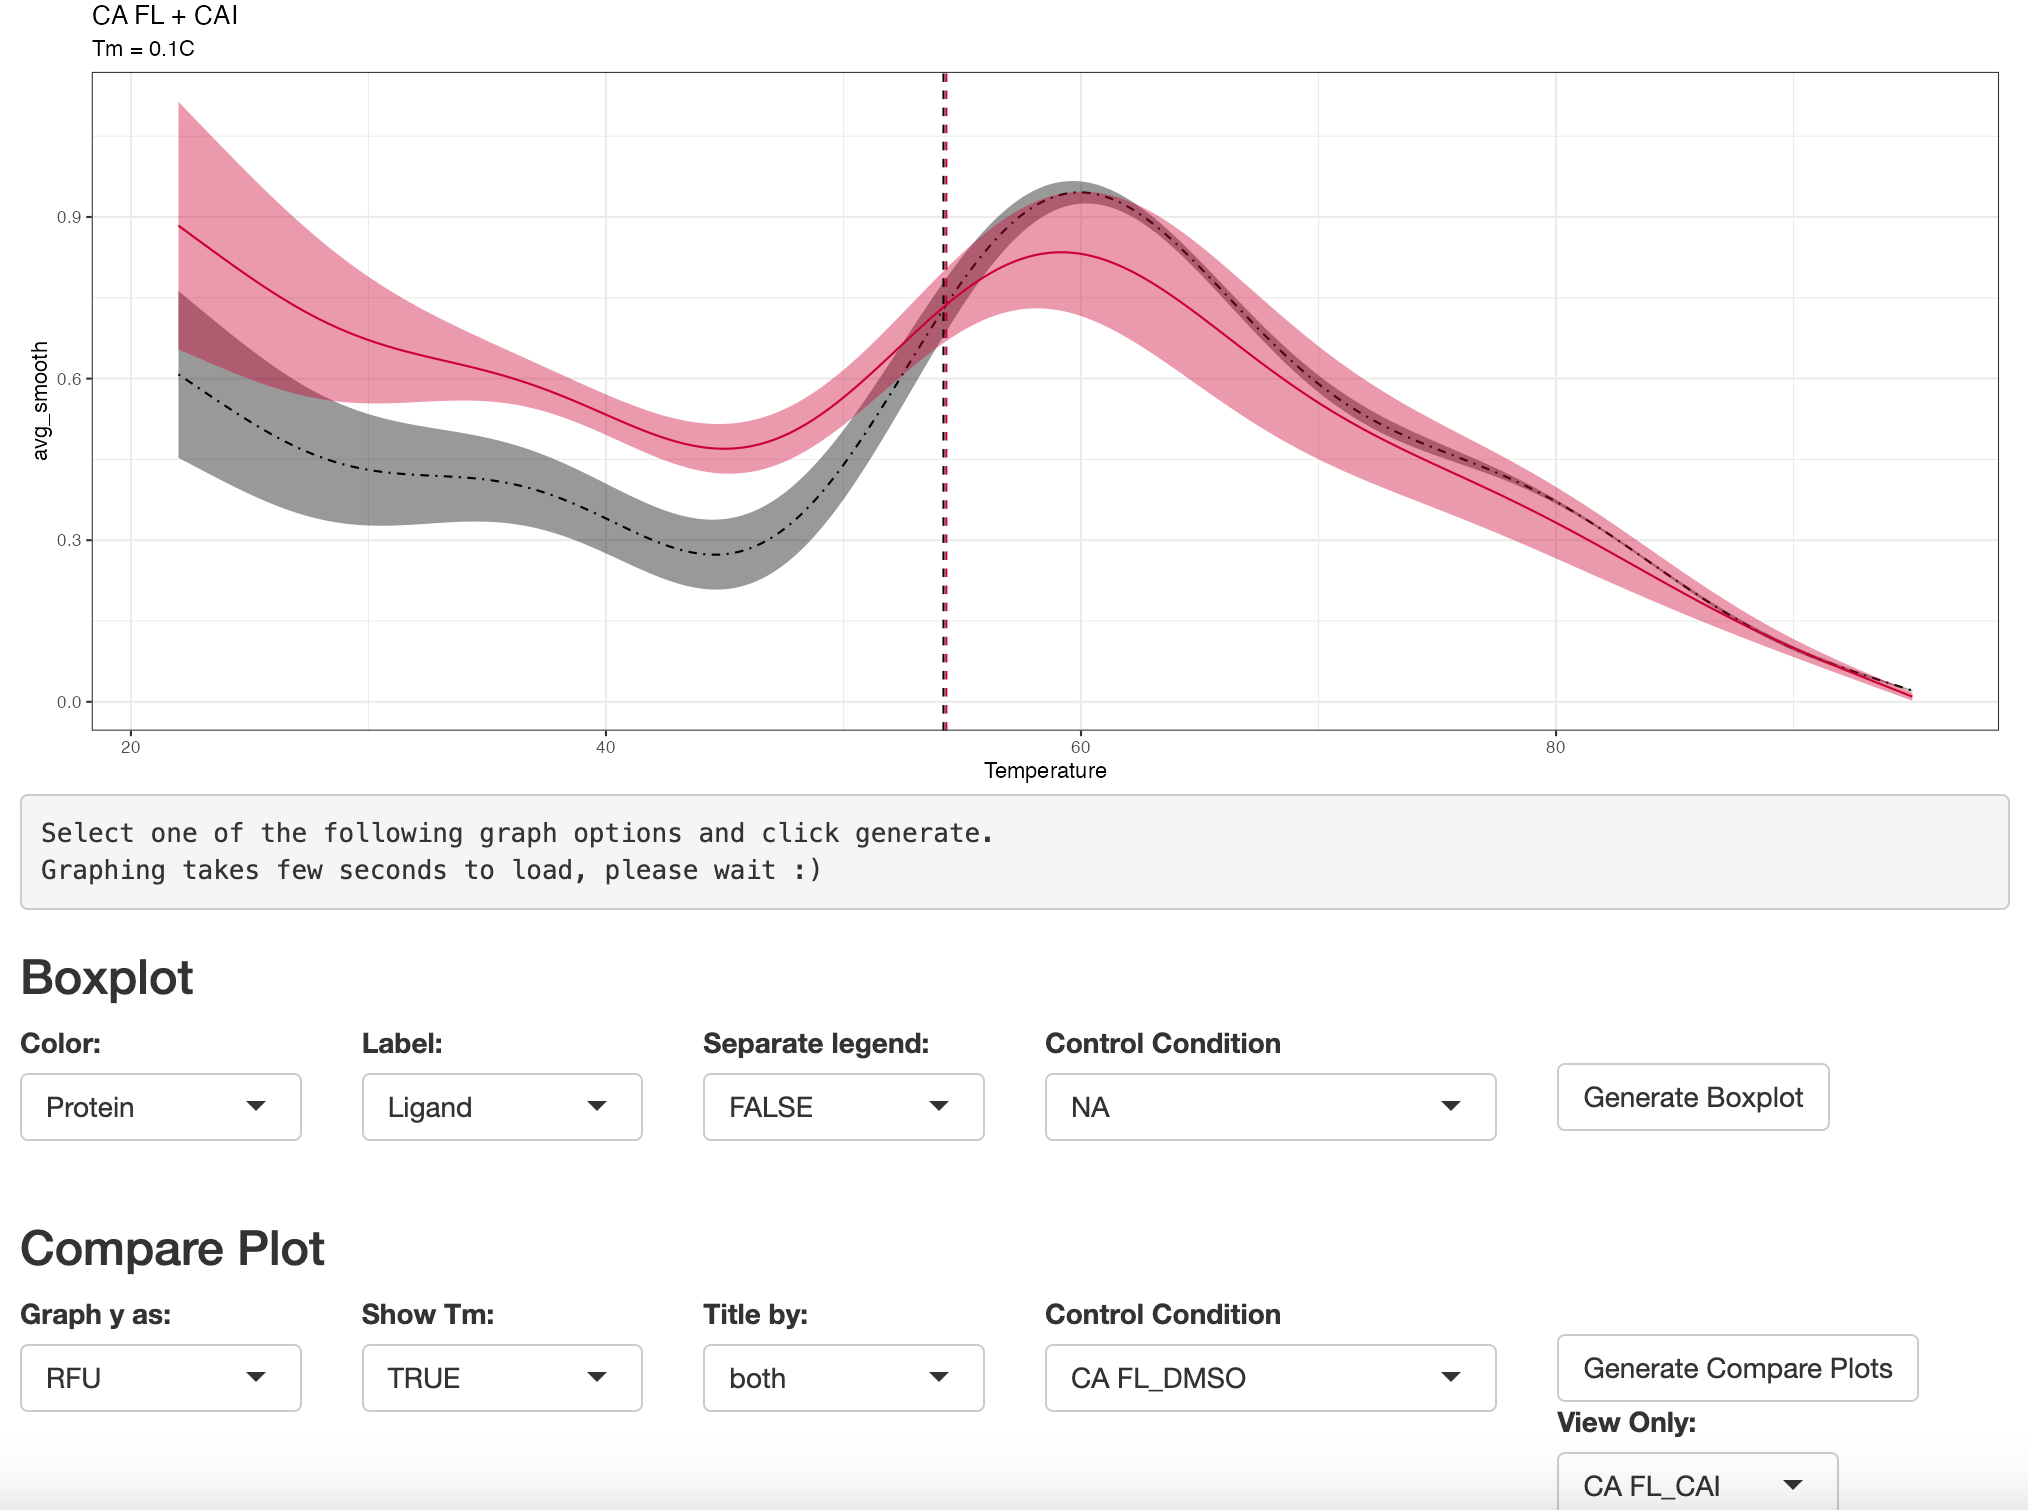 CA FL + CAI
Tm = 0.1C
avg_smooth
0.9
0.6
0.3
0.0
20 40 60 80
Temperature
Select one of the following graph options and click generate.
Graphing takes few seconds to load, please wait :)
Boxplot
Color: Label: Separate legend: Control Condition
Protein Ligand FALSE NA Generate Boxplot
Compare Plot
Graph y as: Show Tm: Title by: Control Condition
RFU TRUE both CA FL_DMSO Generate Compare Plots
View Only:
CA FL_CAI